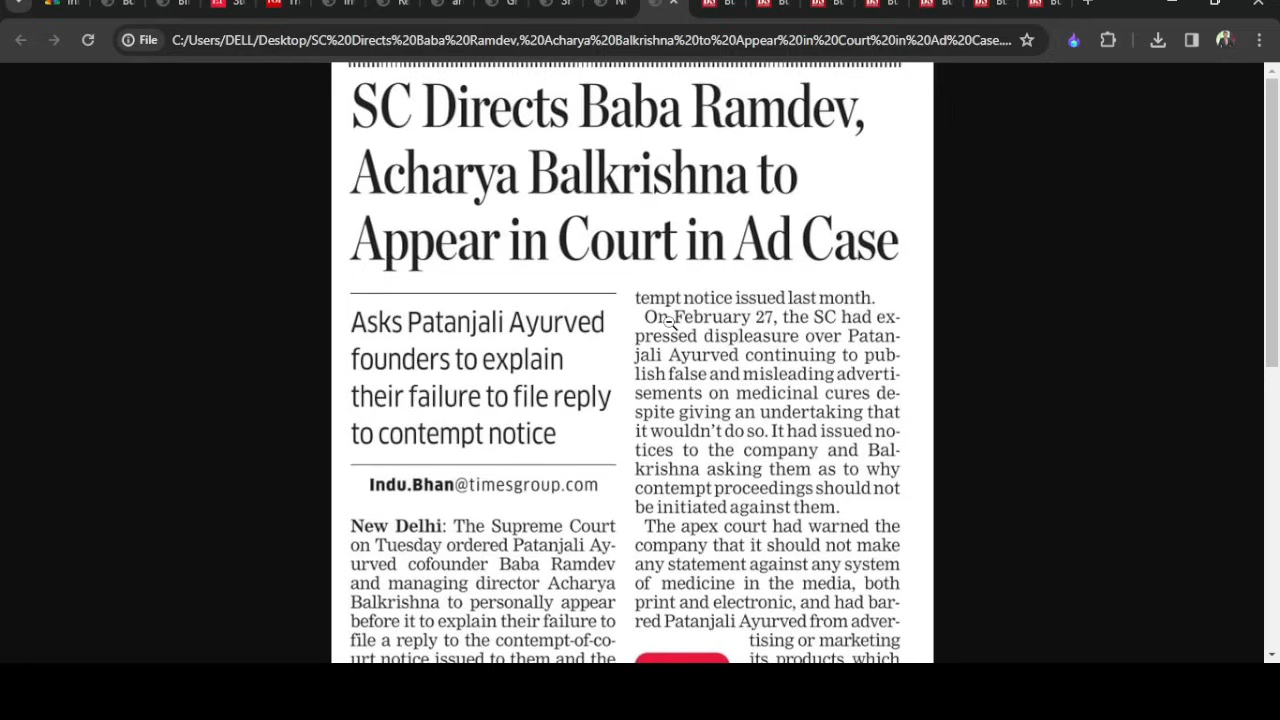 File
C:/Users/DELL/Desktop/SC%20Directs%20Baba%20Ramdev,%20Acharya%20Balkrishna%20to%20Appear%20in%20Court%20in%20Ad%20Case....
SC Directs Baba Ramdev,
Acharya Balkrishna to
Appear in Court in Ad Case
Asks Patanjali Ayurved
founders to explain
their failure to file reply
to contempt notice
Indu.Bhan@timesgroup.com
New Delhi: The Supreme Court
on Tuesday ordered Patanjali Ay-
urved cofounder Baba Ramdev
and managing director Acharya
Balkrishna to personally appear
before it to explain their failure to
file a reply to the contempt-of-co-
urt notice issued to them and the
tempt notice issued last month.
On February 27, the SC had ex-
pressed displeasure over Patan-
jali Ayurved continuing to pub-
lish false and misleading adverti-
sements on medicinal cures de-
spite giving an undertaking that
it wouldn't do so. It had issued no-
tices to the company and Bal-
krishna asking them as to why
contempt proceedings should not
be initiated against them.
The apex court had warned the
company that it should not make
any statement against any system
of medicine in the media, both
print and electronic, and had bar-
red Patanjali Ayurved from adver-
tising or marketing
its products which